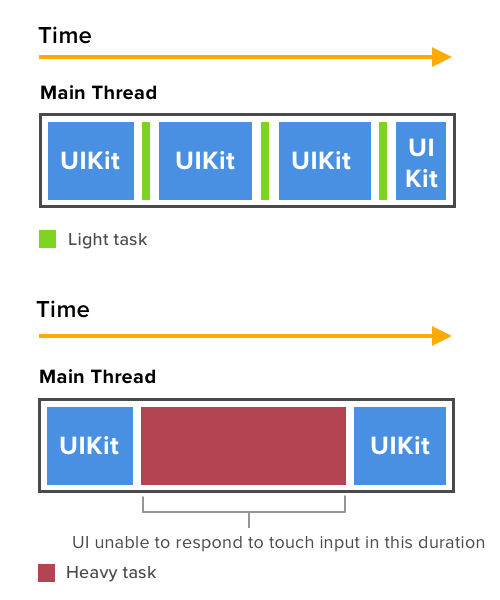 Time
Main Thread
UIKit UIKit UIKit UI
Kit
Light task
Time
Main Thread
UIKit UIKit
UI unable to respond to touch input in this duration
Heavy task